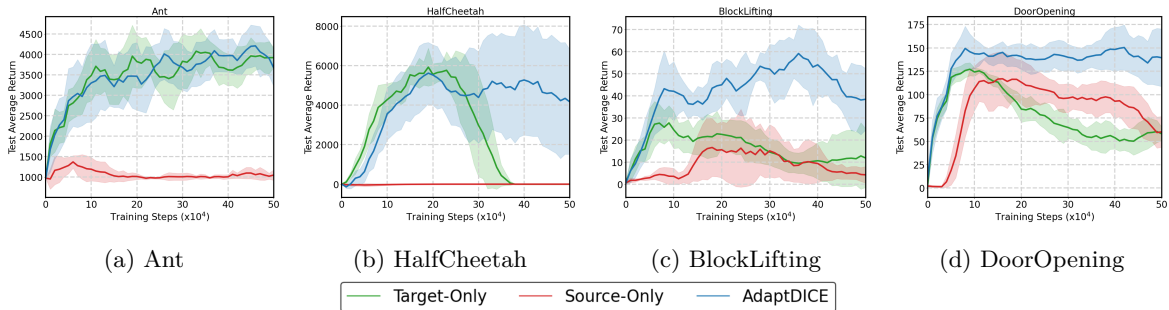 Ant
HalfCheetah
BlockLifting
DoorOpening
Test Average Return
4500
4000
3500
3000
2500
2000
1500
1000
0 10 20 30 40 50
Training Steps (x10⁴)
Test Average Return
8000
6000
4000
2000
0
0 10 20 30 40 50
Training Steps (x10⁴)
Test Average Return
70
60
50
40
30
20
10
0
0 10 20 30 40 50
Training Steps (x10⁴)
Test Average Return
175
150
125
100
75
50
25
0
0 10 20 30 40 50
Training Steps (x10⁴)
(a) Ant
(b) HalfCheetah
(c) BlockLifting
(d) DoorOpening
Target-Only Source-Only AdaptDICE